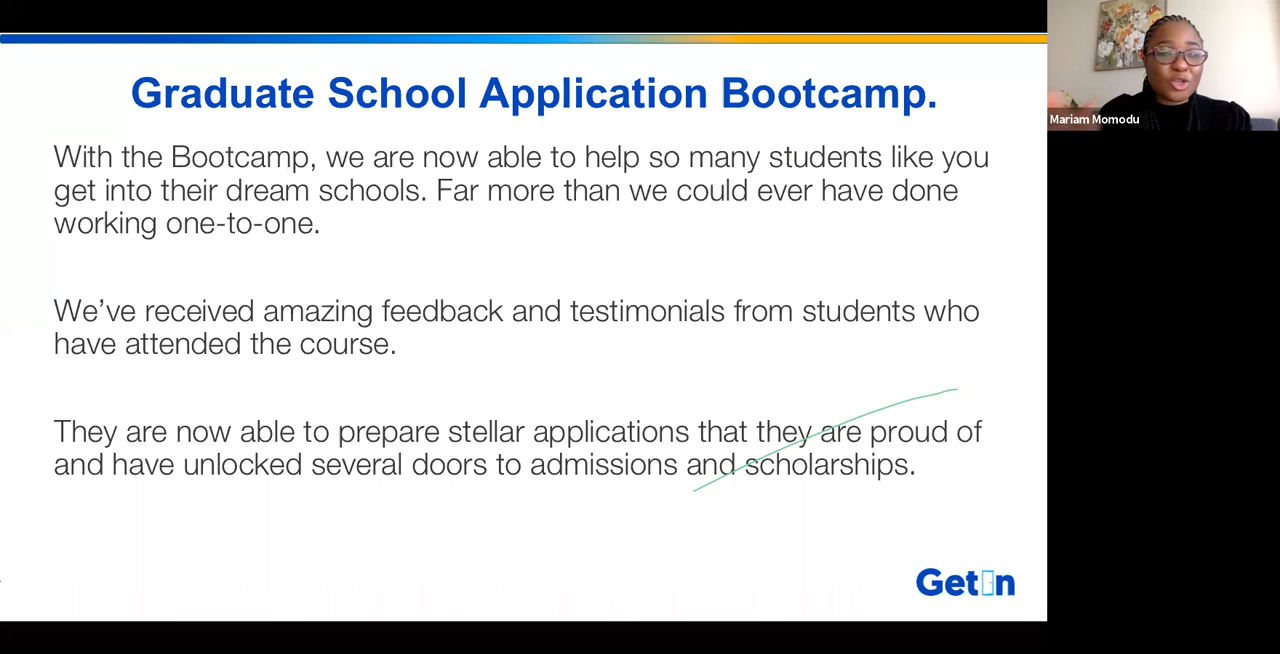 Graduate School Application Bootcamp.
With the Bootcamp, we are now able to help so many students like you
get into their dream schools. Far more than we could ever have done
working one-to-one.
We’ve received amazing feedback and testimonials from students who
have attended the course.
They are now able to prepare stellar applications that they are proud of
and have unlocked several doors to admissions and scholarships.
GetIn
Mariam Momodu